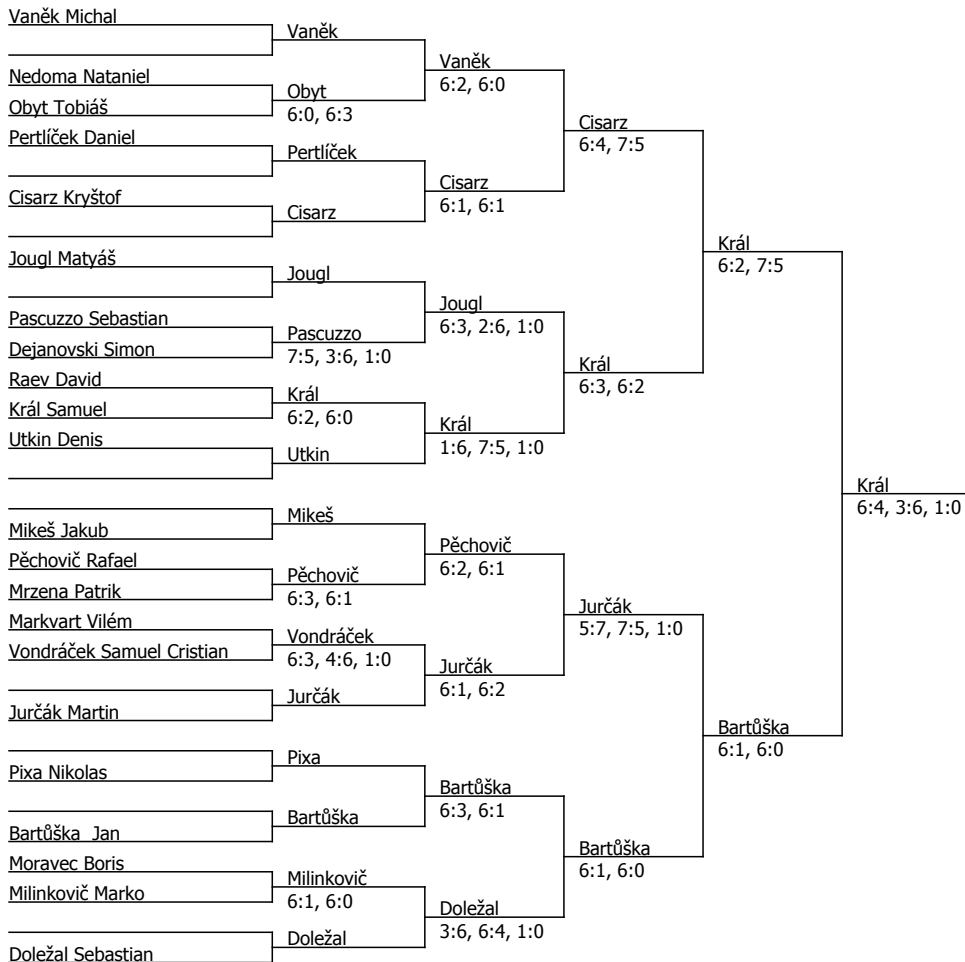 Vaněk Michal
Nedoma Nataniel
Obyt Tobiáš
Pertlíček Daniel
Cisarz Kryštof
Jougl Matyáš
Pascuzzo Sebastian
Dejanovski Simon
Raev David
Král Samuel
Utkin Denis
Mikeš Jakub
Pěchovič Rafael
Mrzena Patrik
Markvart Vilém
Vondráček Samuel Cristian
Jurčák Martin
Pixa Nikolas
Bartůška Jan
Moravec Boris
Milinkovič Marko
Doležal Sebastian
Vaněk
Obyt
6:0, 6:3
Pertlíček
Cisarz
Jougl
Pascuzzo
7:5, 3:6, 1:0
Král
6:2, 6:0
Utkin
Mikeš
Pěchovič
6:3, 6:1
Vondráček
6:3, 4:6, 1:0
Jurčák
Pixa
Bartůška
Milinkovič
6:1, 6:0
Doležal
Vaněk
6:2, 6:0
Cisarz
6:1, 6:1
Jougl
6:3, 2:6, 1:0
Král
1:6, 7:5, 1:0
Pěchovič
6:2, 6:1
Jurčák
6:1, 6:2
Bartůška
6:3, 6:1
Doležal
3:6, 6:4, 1:0
Cisarz
6:4, 7:5
Král
6:3, 6:2
Jurčák
5:7, 7:5, 1:0
Bartůška
6:1, 6:0
Král
6:2, 7:5
Bartůška
6:1, 6:0
Král
6:4, 3:6, 1:0